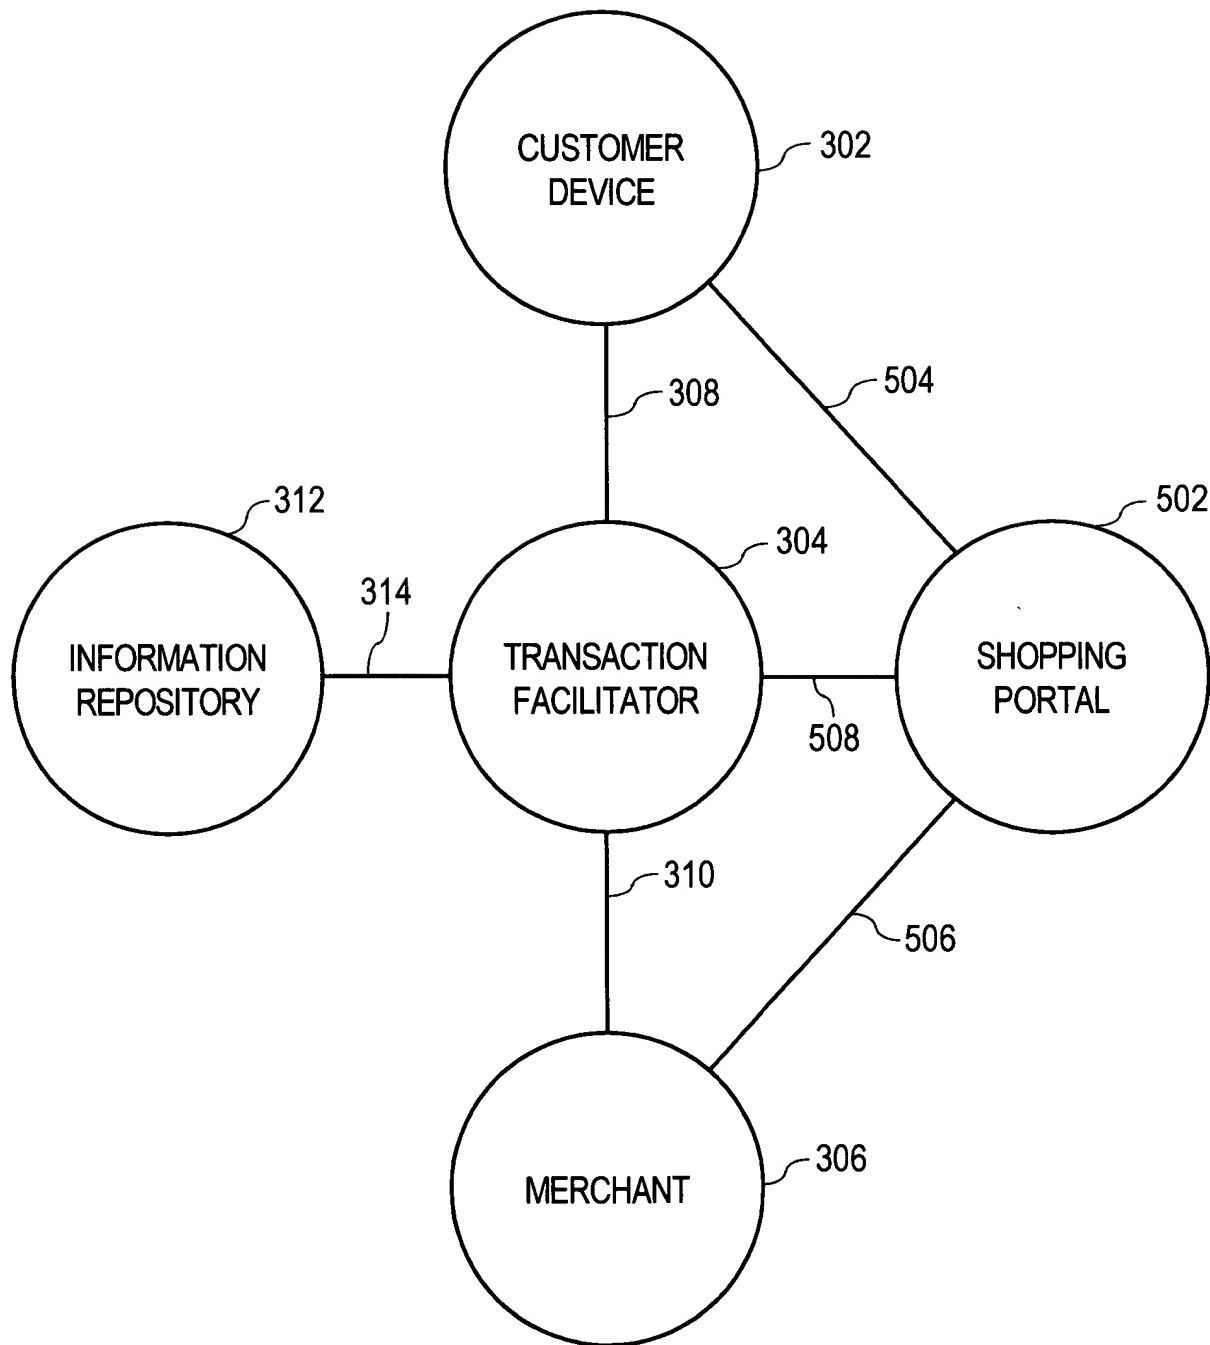 CUSTOMER
DEVICE
302
308
504
312
314
304
502
INFORMATION
REPOSITORY
TRANSACTION
FACILITATOR
SHOPPING
PORTAL
508
310
506
MERCHANT
306